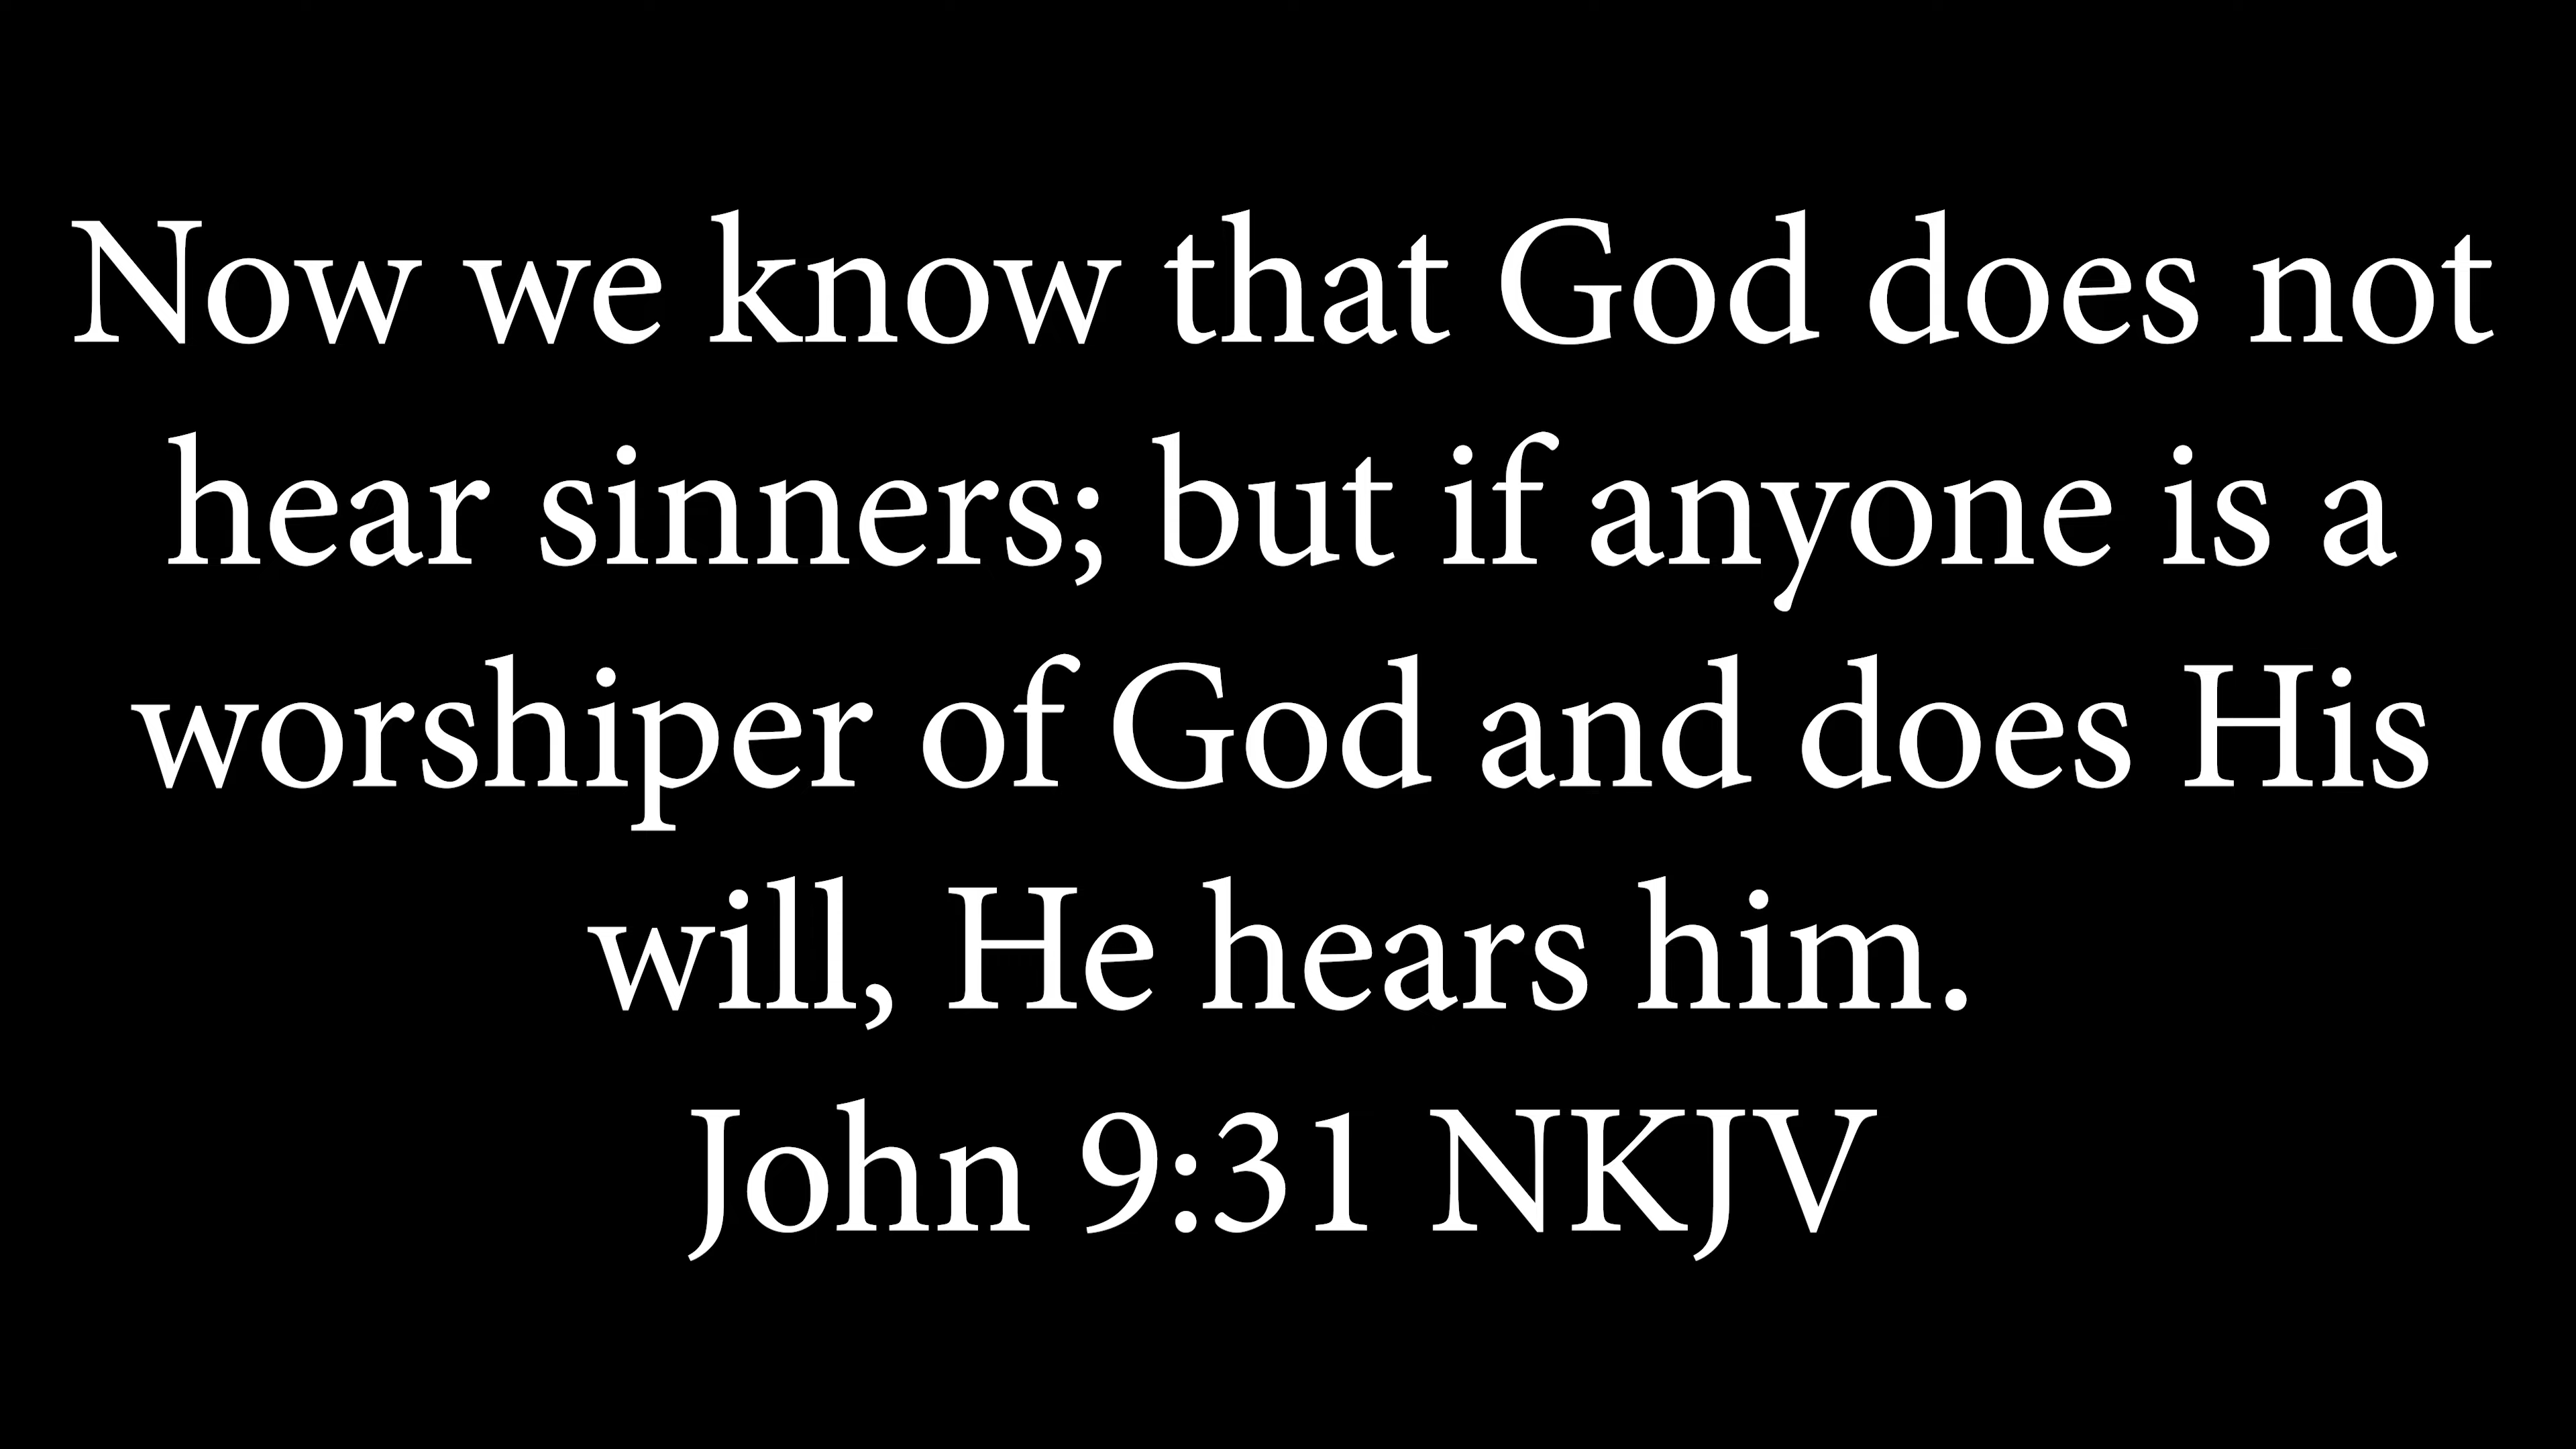 Now we know that God does not
hear sinners; but if anyone is a
worshiper of God and does His
will, He hears him.
John 9:31 NKJV